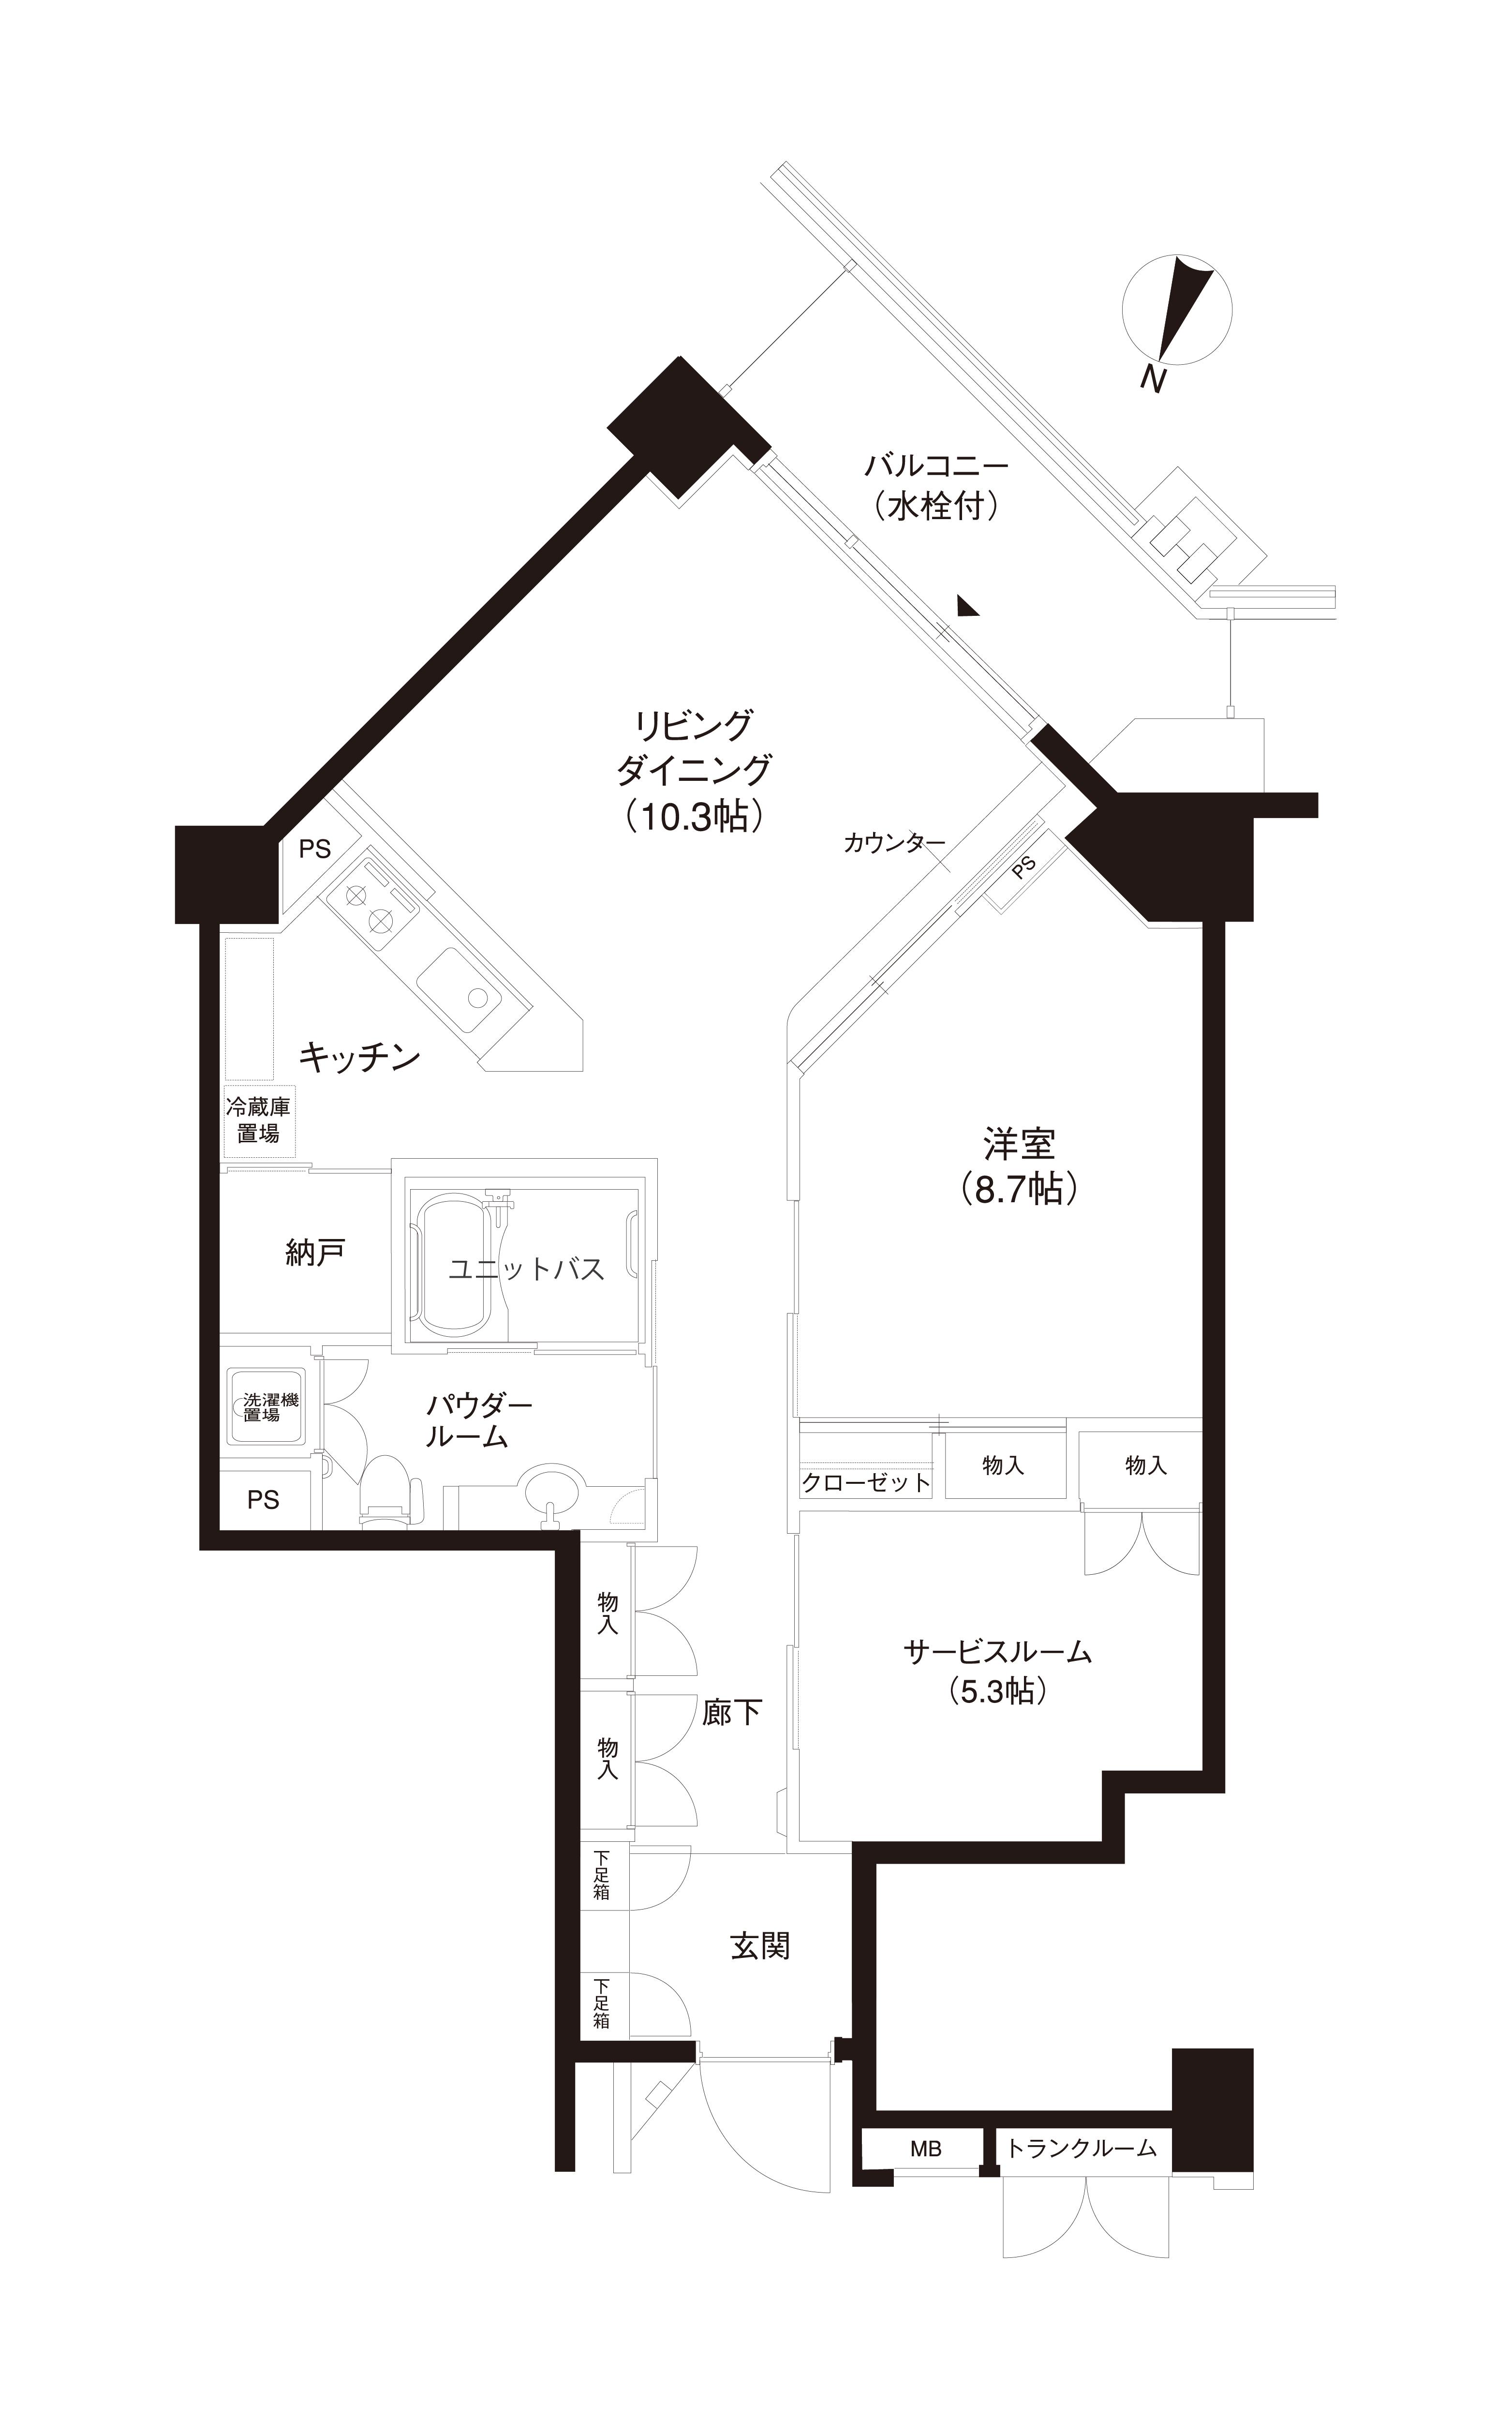 N
バルコニー
（水栓付）
リビング
ダイニング
（10.3帖）
カウンター
PS
PS
キッチン
冷蔵庫
置場
洋室
（8.7帖）
納戸
ユニットバス
洗濯機
置場
パウダー
ルーム
PS
クローゼット
物入
物入
物入
サービスルーム
（5.3帖）
廊下
物入
下足箱
玄関
下足箱
MB
トランクルーム